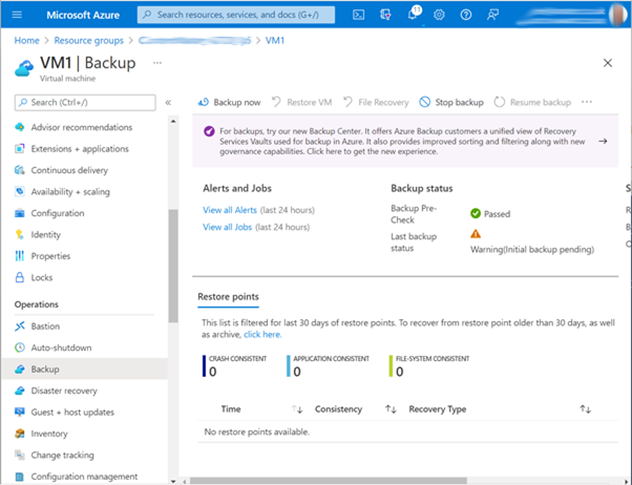 Microsoft Azure
Search resources, services, and docs (G+/)
11
Home > Resource groups > > VM1
VM1 | Backup ...
Virtual machine
Search (Ctrl+/)
«
Advisor recommendations
Extensions + applications
Continuous delivery
Availability + scaling
Configuration
Identity
Properties
Locks
Operations
Bastion
Auto-shutdown
Backup
Disaster recovery
Guest + host updates
Inventory
Change tracking
Configuration management
Backup now Restore VM File Recovery Stop backup Resume backup ...
For backups, try our new Backup Center. It offers Azure Backup customers a unified view of Recovery
Services Vaults used for backup in Azure. It also provides improved sorting and filtering along with new
governance capabilities. Click here to get the new experience.
Alerts and Jobs
View all Alerts (last 24 hours)
View all Jobs (last 24 hours)
Backup status
Backup Pre-
Check
Passed
Last backup
status
Warning(Initial backup pending)
S
R
B
Restore points
This list is filtered for last 30 days of restore points. To recover from restore point older than 30 days, as well
as archive, click here.
CRASH CONSISTENT
0
APPLICATION CONSISTENT
0
FILE-SYSTEM CONSISTENT
0
Time Consistency Recovery Type
No restore points available.